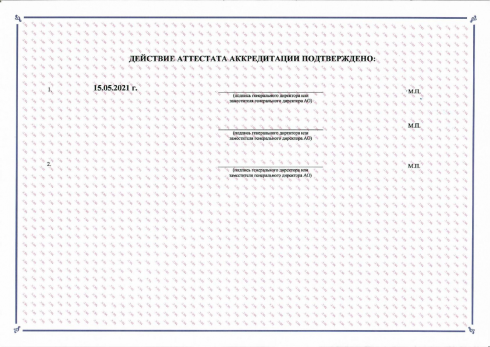 ДЕЙСТВИЕ АТТЕСТАТА АККРЕДИТАЦИИ ПОДТВЕРЖДЕНО:
1. 15.05.2021 г. М.П.
(подпись генерального директора или
заместителя генерального директора АО)
М.П.
(подпись генерального директора или
заместителя генерального директора АО)
2. М.П.
(подпись генерального директора или
заместителя генерального директора АО)